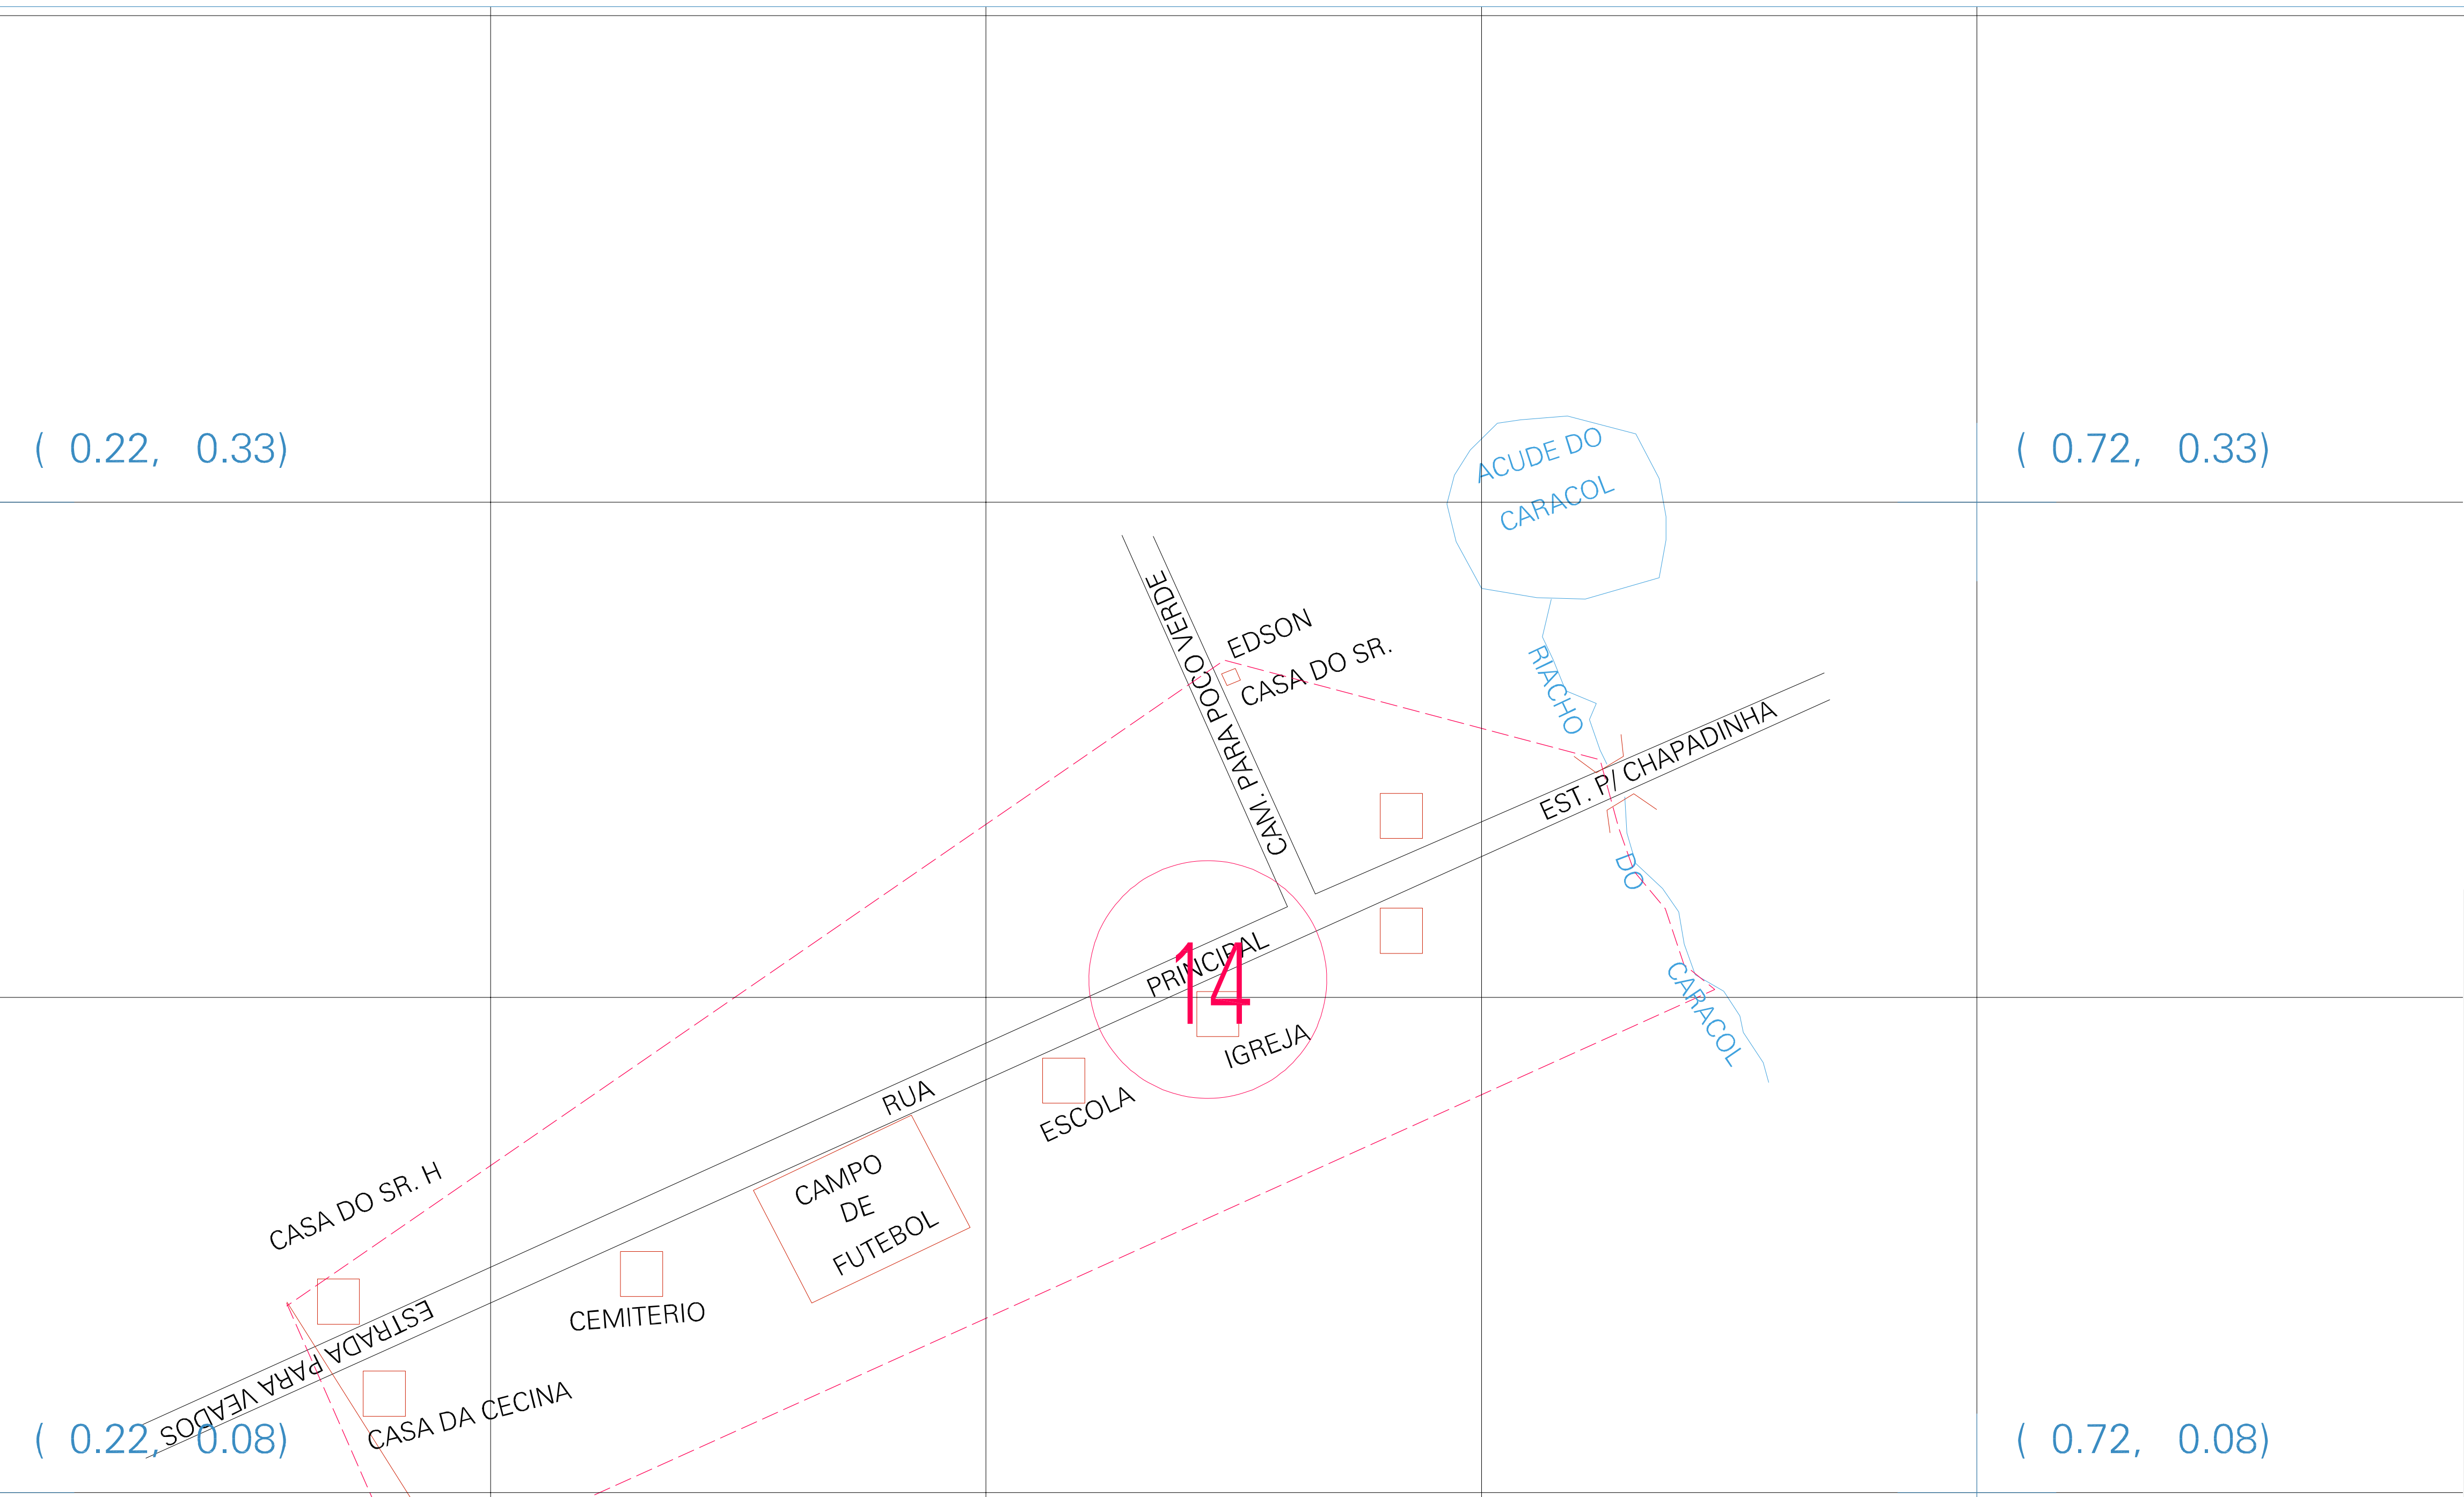 ( 0.22, 0.33)
( 0.72, 0.33)
ACUDE DO
CARACOL
CAM. PARA POCO VERDE
EDSON
CASA DO SR.
RIACHO
DO
CARACOL
EST. P/ CHAPADINHA
PRINCIPAL
14
IGREJA
RUA
ESCOLA
CAMPO
DE
FUTEBOL
CASA DO SR. H
CEMITERIO
ESTRADA PARA VEADOS
CASA DA CECINA
( 0.22, 0.08)
( 0.72, 0.08)